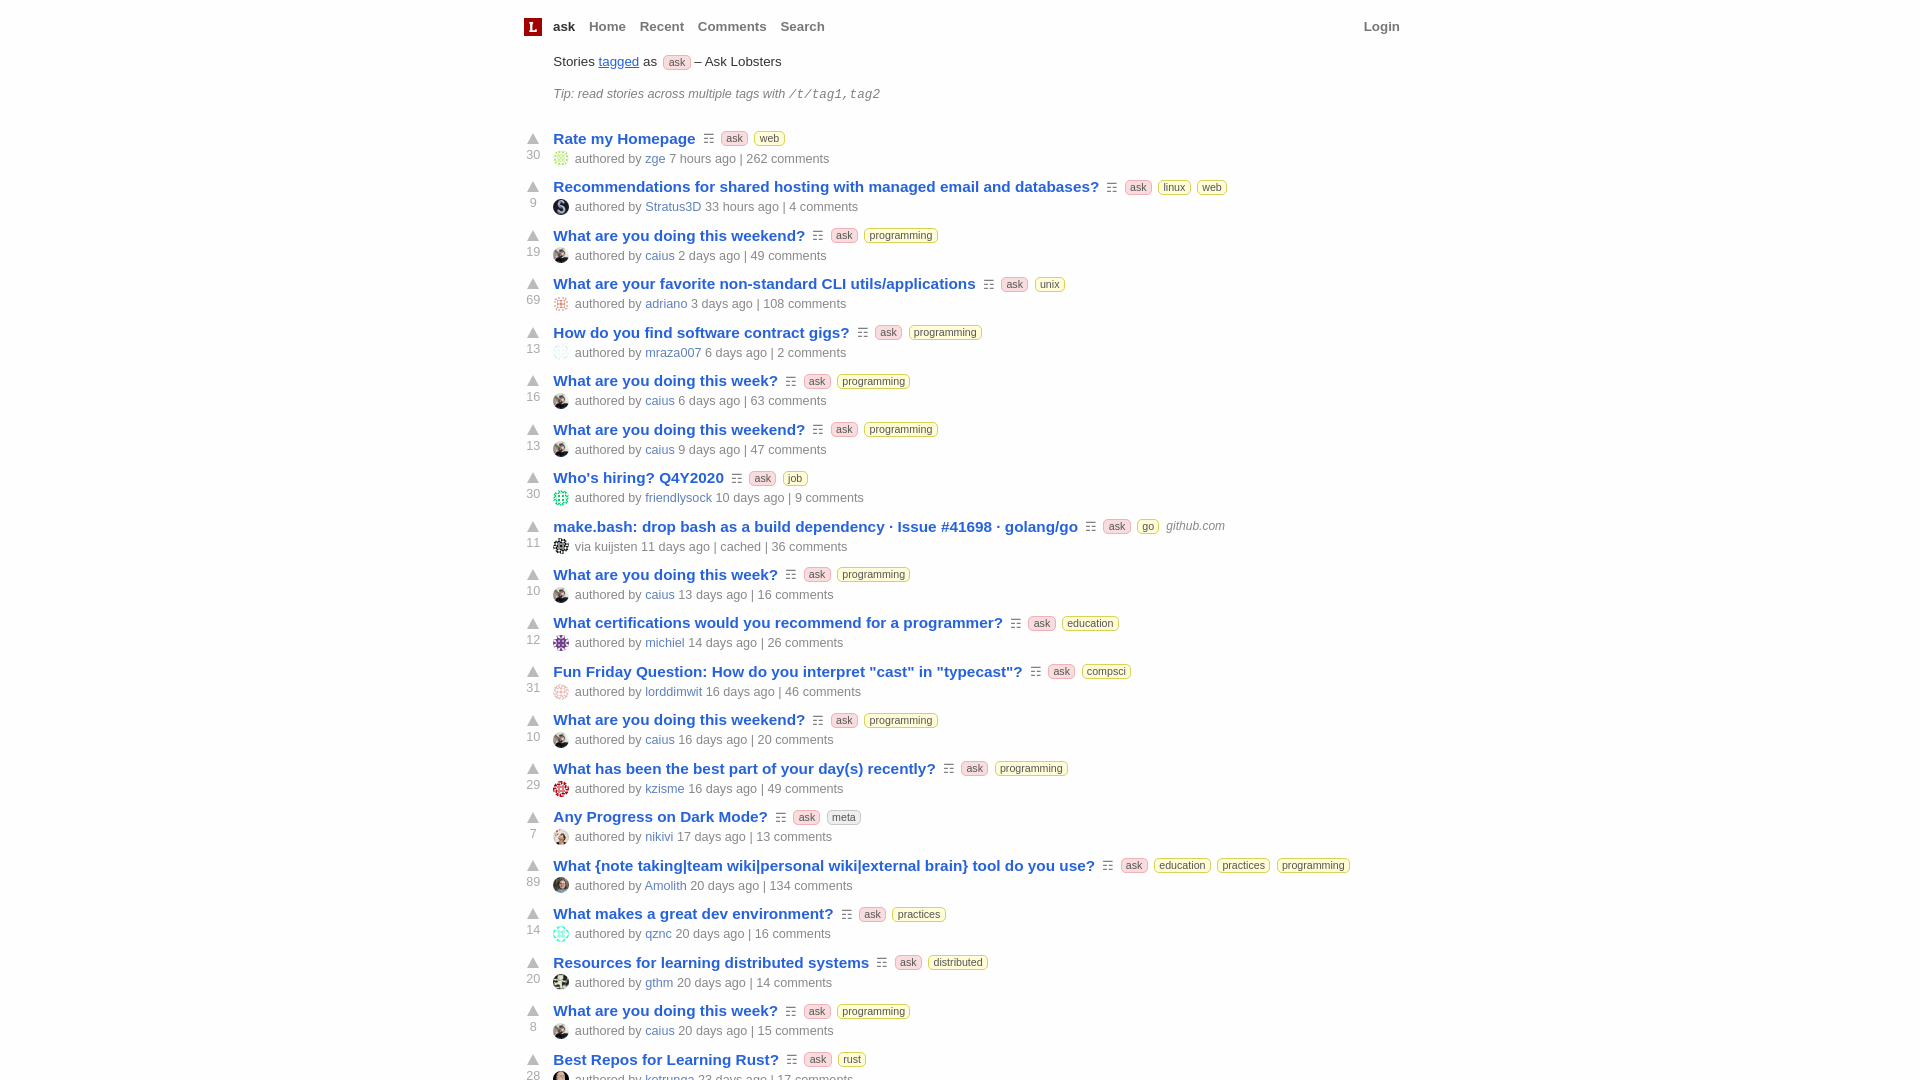 L ask Home Recent Comments Search Login
Stories tagged as ask – Ask Lobsters
Tip: read stories across multiple tags with /t/tag1,tag2
Rate my Homepage ☶ ask web
30 authored by zge 7 hours ago | 262 comments
Recommendations for shared hosting with managed email and databases? ☶ ask linux web
9 authored by Stratus3D 33 hours ago | 4 comments
What are you doing this weekend? ☶ ask programming
19 authored by caius 2 days ago | 49 comments
What are your favorite non-standard CLI utils/applications ☶ ask unix
69 authored by adriano 3 days ago | 108 comments
How do you find software contract gigs? ☶ ask programming
13 authored by mraza007 6 days ago | 2 comments
What are you doing this week? ☶ ask programming
16 authored by caius 6 days ago | 63 comments
What are you doing this weekend? ☶ ask programming
13 authored by caius 9 days ago | 47 comments
Who's hiring? Q4Y2020 ☶ ask job
30 authored by friendlysock 10 days ago | 9 comments
make.bash: drop bash as a build dependency · Issue #41698 · golang/go ☶ ask go github.com
11 via kuijsten 11 days ago | cached | 36 comments
What are you doing this week? ☶ ask programming
10 authored by caius 13 days ago | 16 comments
What certifications would you recommend for a programmer? ☶ ask education
12 authored by michiel 14 days ago | 26 comments
Fun Friday Question: How do you interpret "cast" in "typecast"? ☶ ask compsci
31 authored by lorddimwit 16 days ago | 46 comments
What are you doing this weekend? ☶ ask programming
10 authored by caius 16 days ago | 20 comments
What has been the best part of your day(s) recently? ☶ ask programming
29 authored by kzisme 16 days ago | 49 comments
Any Progress on Dark Mode? ☶ ask meta
7 authored by nikivi 17 days ago | 13 comments
What {note taking|team wiki|personal wiki|external brain} tool do you use? ☶ ask education practices programming
89 authored by Amolith 20 days ago | 134 comments
What makes a great dev environment? ☶ ask practices
14 authored by qznc 20 days ago | 16 comments
Resources for learning distributed systems ☶ ask distributed
20 authored by gthm 20 days ago | 14 comments
What are you doing this week? ☶ ask programming
8 authored by caius 20 days ago | 15 comments
Best Repos for Learning Rust? ☶ ask rust
28 authored by kotrunga 23 days ago | 17 comments